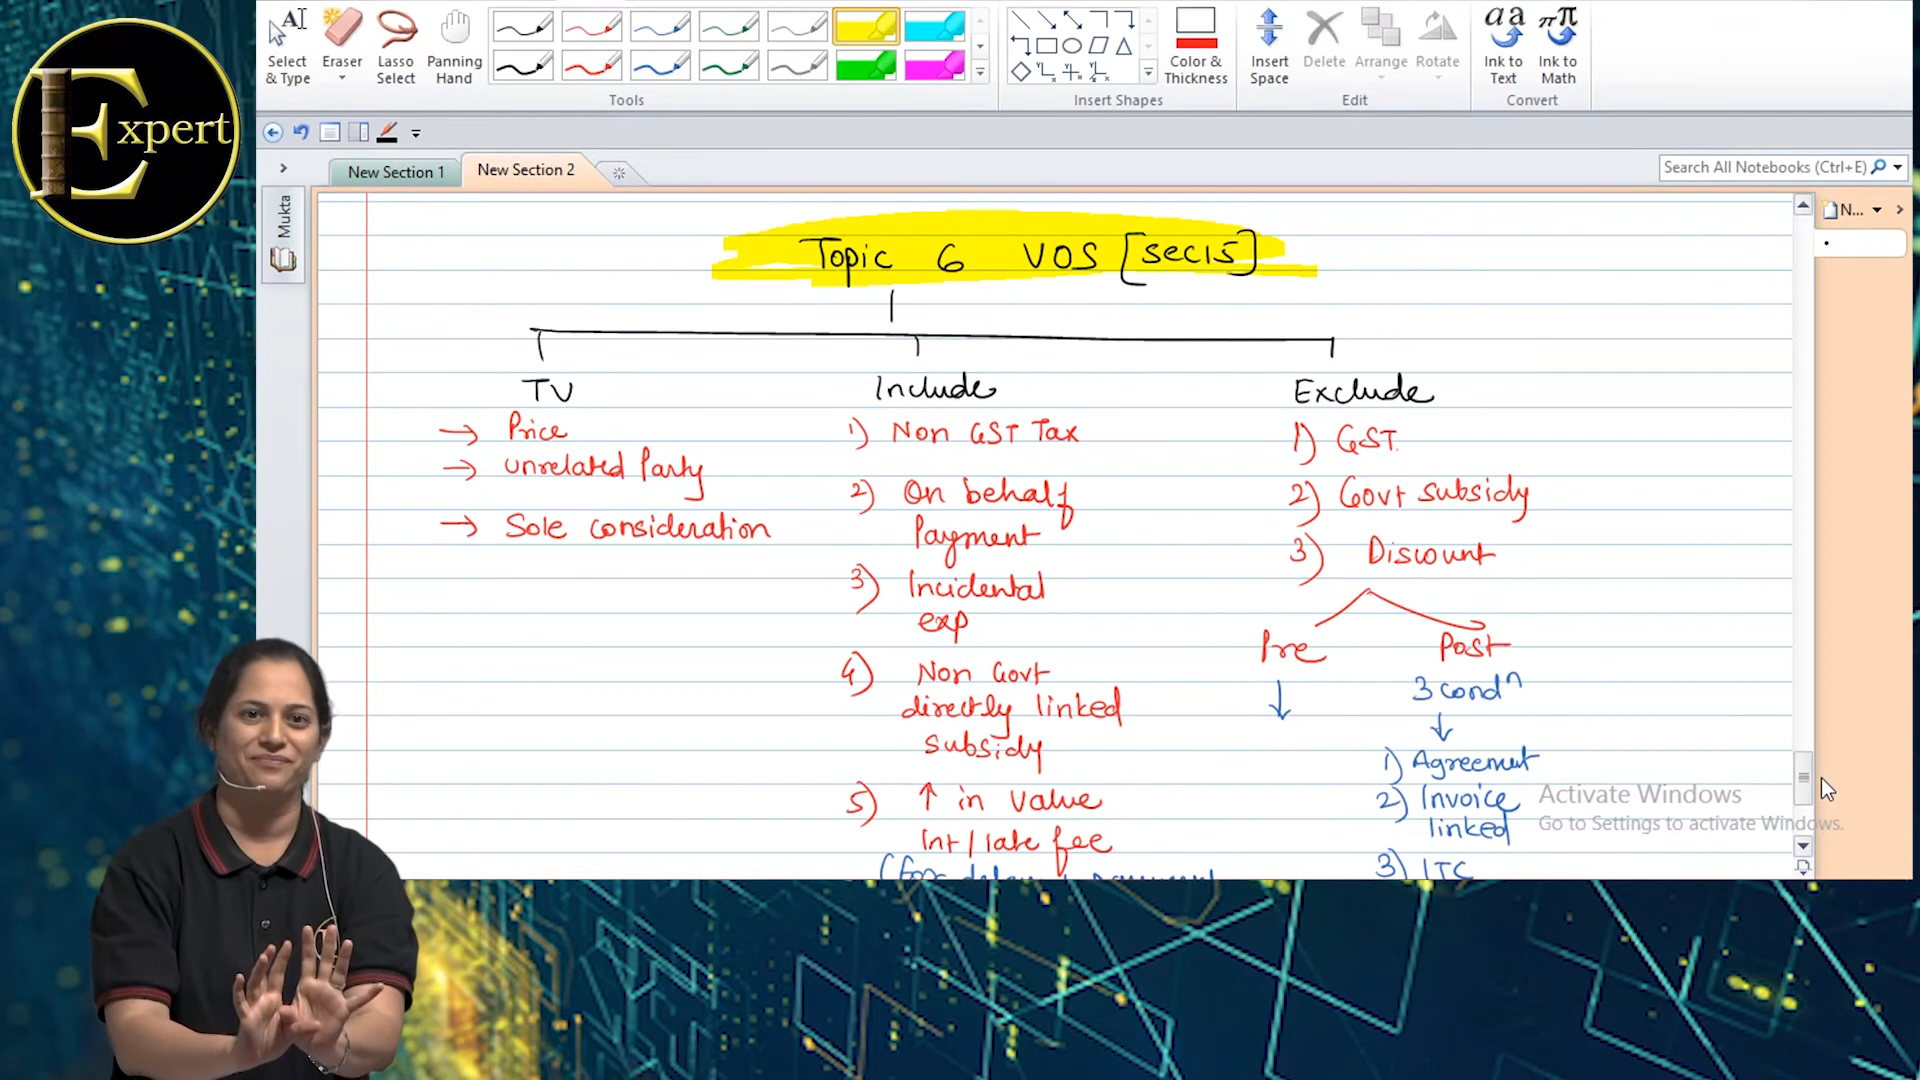 Expert
Select & Type
Eraser
Lasso Select
Panning Hand
Color & Thickness
Insert Space
Delete
Arrange
Rotate
Ink to Text
Ink to Math
Tools
Insert Shapes
Edit
Convert
New Section 1
New Section 2
Search All Notebooks (Ctrl+E)
Mukta
N...
Topic 6 VOS [sec15]
TV
→ Price
→ unrelated Party
→ Sole consideration
Include
1) Non GST Tax
2) On behalf
Payment
3) Incidental
exp
4) Non Govt
directly linked
subsidy
5) ↑ in value
Int / late fee
Exclude
1) GST.
2) Govt subsidy
3) Discount
Pre
Post
3 condn
1) Agreement
2) Invoice
linked
3) ITC
Activate Windows
Go to Settings to activate Windows.